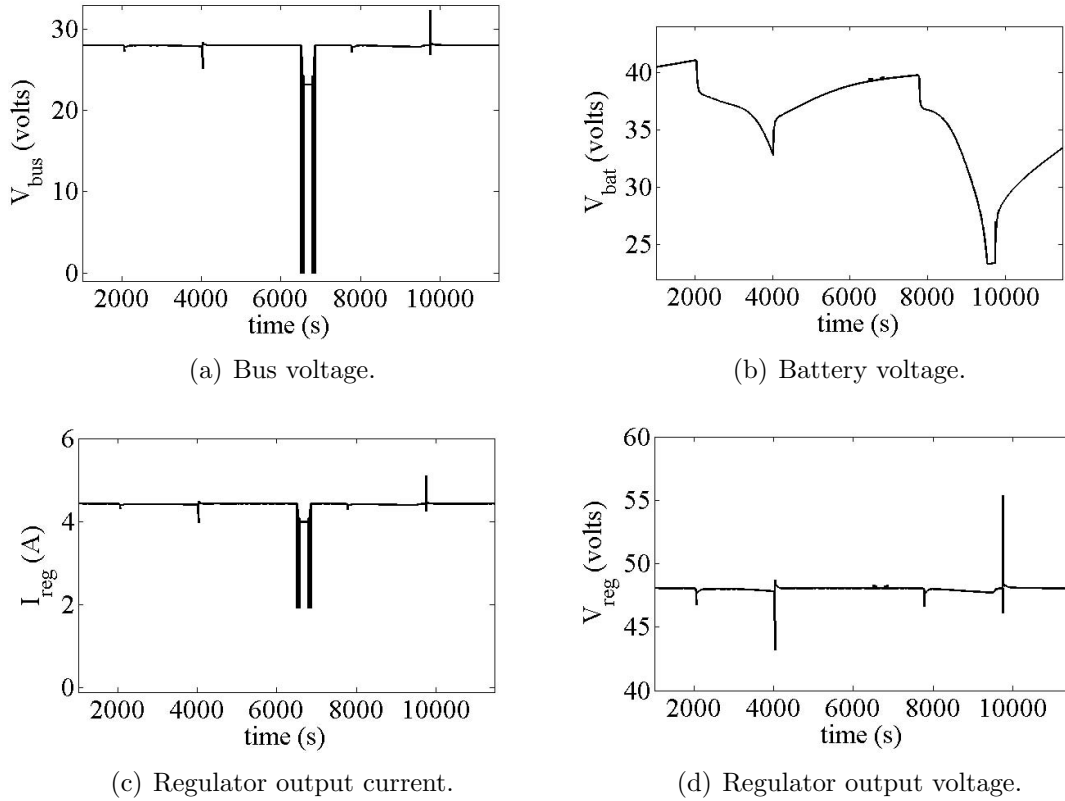 30
20
10
0
V_bus (volts)
2000 4000 6000 8000 10000
time (s)
(a) Bus voltage.
40
35
30
25
V_bat (volts)
2000 4000 6000 8000 10000
time (s)
(b) Battery voltage.
6
4
2
0
I_reg (A)
2000 4000 6000 8000 10000
time (s)
(c) Regulator output current.
60
55
50
45
40
V_reg (volts)
2000 4000 6000 8000 10000
time (s)
(d) Regulator output voltage.